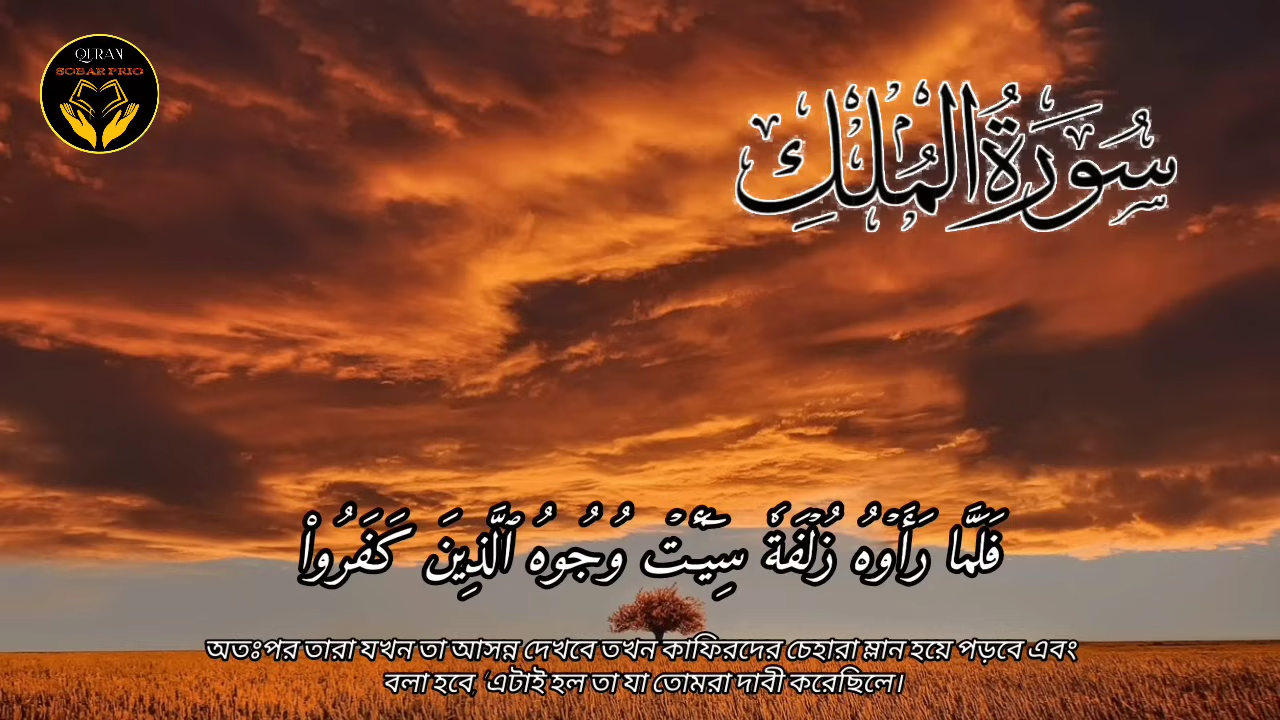 QURAN
SOBAR PRIO
سُورَةُ الْمُلْكِ
فَلَمَّا رَأَوۡهُ زُلۡفَةٗ سِيٓـَٔتۡ وُجُوهُ ٱلَّذِينَ كَفَرُواْ
অতঃপর তারা যখন তা আসন্ন দেখবে তখন কাফিরদের চেহারা ম্লান হয়ে পড়বে এবং
বলা হবে, ‘এটাই হল তা যা তোমরা দাবী করেছিলে।